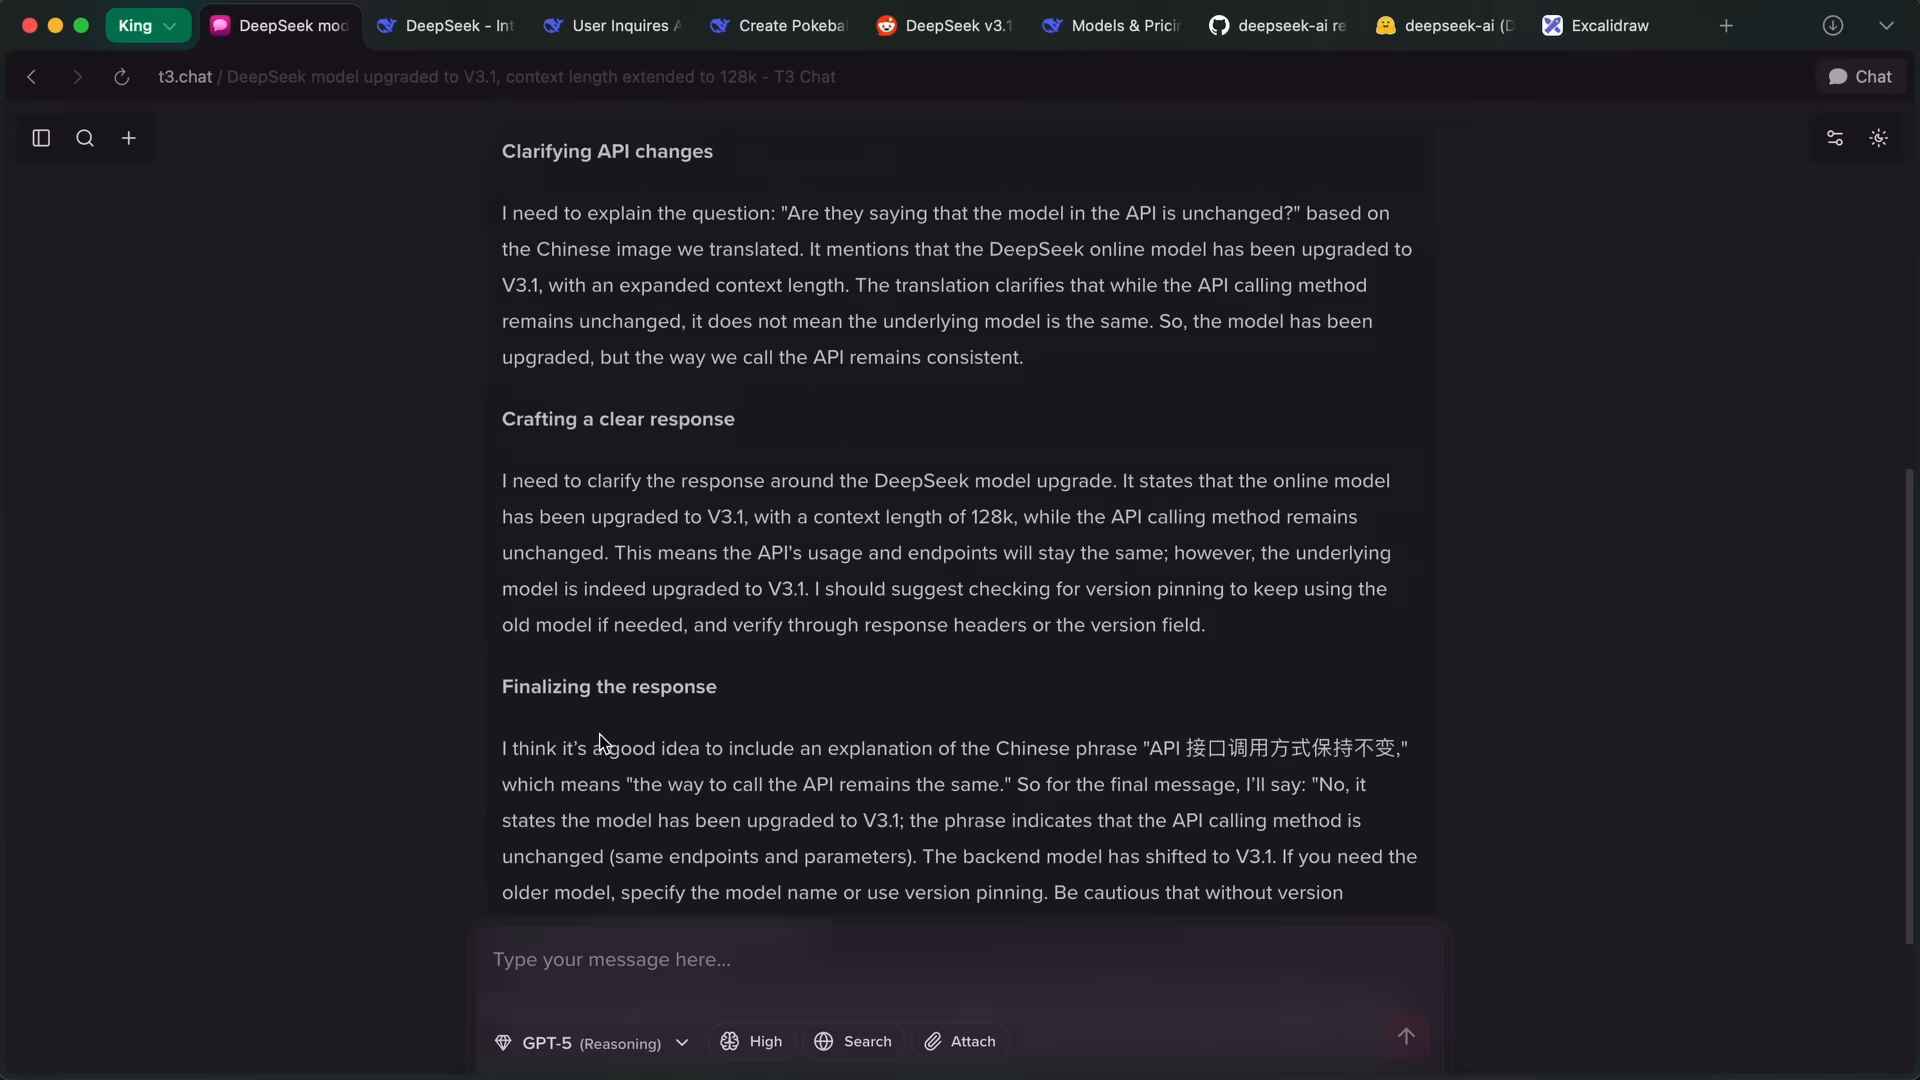 King
DeepSeek mod
DeepSeek - Int
User Inquires A
Create Pokeba
DeepSeek v3.1
Models & Prici
deepseek-ai re
deepseek-ai (D
Excalidraw
t3.chat / DeepSeek model upgraded to V3.1, context length extended to 128k - T3 Chat
Chat
Clarifying API changes
I need to explain the question: "Are they saying that the model in the API is unchanged?" based on
the Chinese image we translated. It mentions that the DeepSeek online model has been upgraded to
V3.1, with an expanded context length. The translation clarifies that while the API calling method
remains unchanged, it does not mean the underlying model is the same. So, the model has been
upgraded, but the way we call the API remains consistent.
Crafting a clear response
I need to clarify the response around the DeepSeek model upgrade. It states that the online model
has been upgraded to V3.1, with a context length of 128k, while the API calling method remains
unchanged. This means the API's usage and endpoints will stay the same; however, the underlying
model is indeed upgraded to V3.1. I should suggest checking for version pinning to keep using the
old model if needed, and verify through response headers or the version field.
Finalizing the response
I think it’s a good idea to include an explanation of the Chinese phrase "API 接口调用方式保持不变,"
which means "the way to call the API remains the same." So for the final message, I’ll say: "No, it
states the model has been upgraded to V3.1; the phrase indicates that the API calling method is
unchanged (same endpoints and parameters). The backend model has shifted to V3.1. If you need the
older model, specify the model name or use version pinning. Be cautious that without version
Type your message here...
GPT-5 (Reasoning)
High
Search
Attach